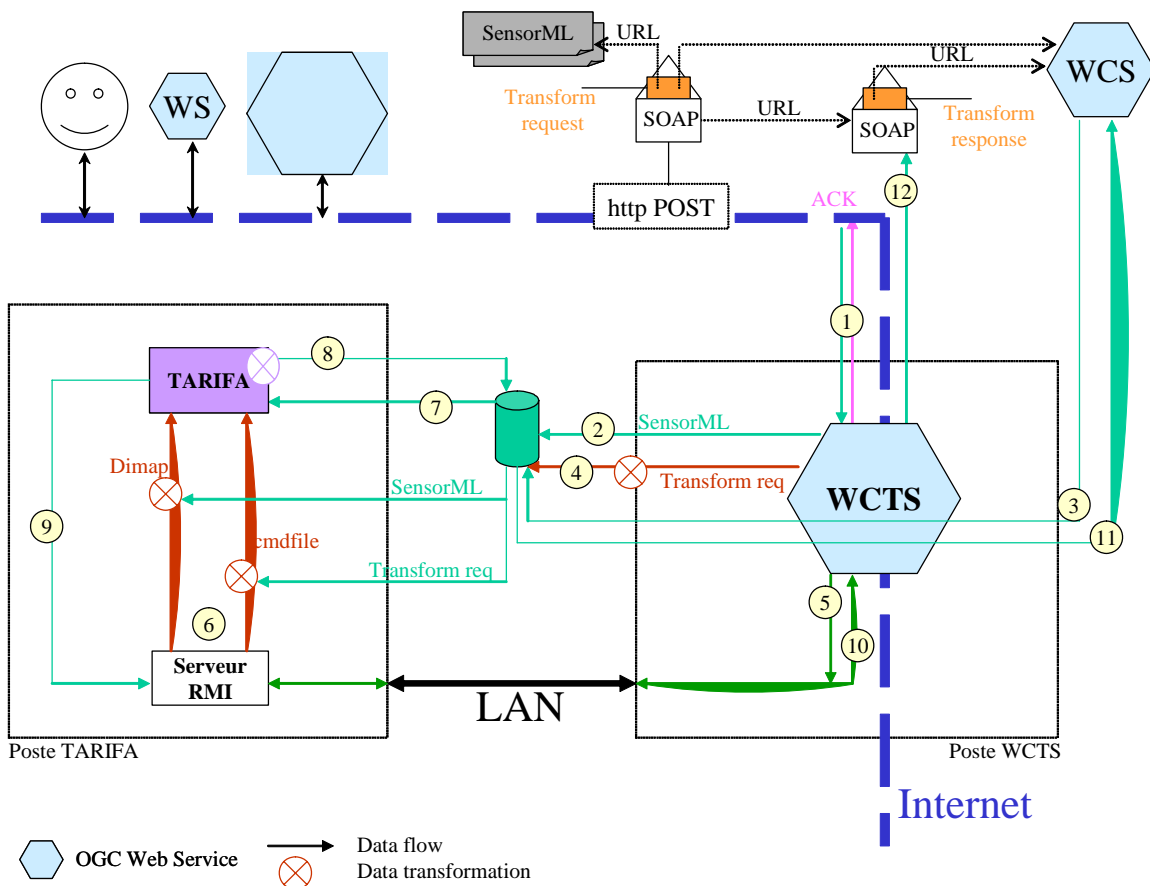 SensorML
URL
URL
WCS
WS
Transform
request
SOAP
URL
SOAP
Transform
response
12
http POST
ACK
1
8
TARIFA
7
2
SensorML
Dimap
4
Transform req
WCTS
SensorML
3
9
11
cmdfile
Transform req
5
6
10
Serveur
RMI
LAN
Poste TARIFA
Poste WCTS
Internet
OGC Web Service
Data flow
Data transformation